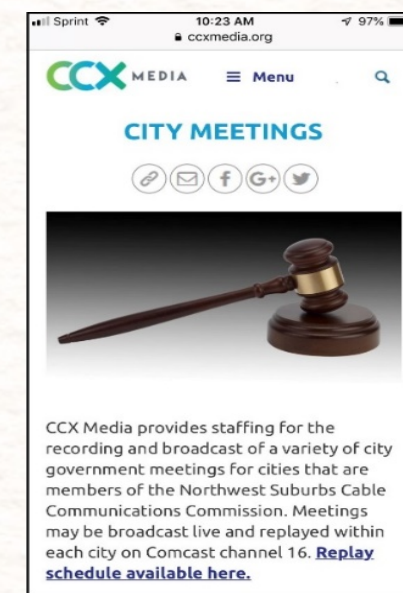 Sprint 10:23 AM 97%
ccxmedia.org
CCX MEDIA Menu
CITY MEETINGS
CCX Media provides staffing for the
recording and broadcast of a variety of city
government meetings for cities that are
members of the Northwest Suburbs Cable
Communications Commission. Meetings
may be broadcast live and replayed within
each city on Comcast channel 16. Replay
schedule available here.